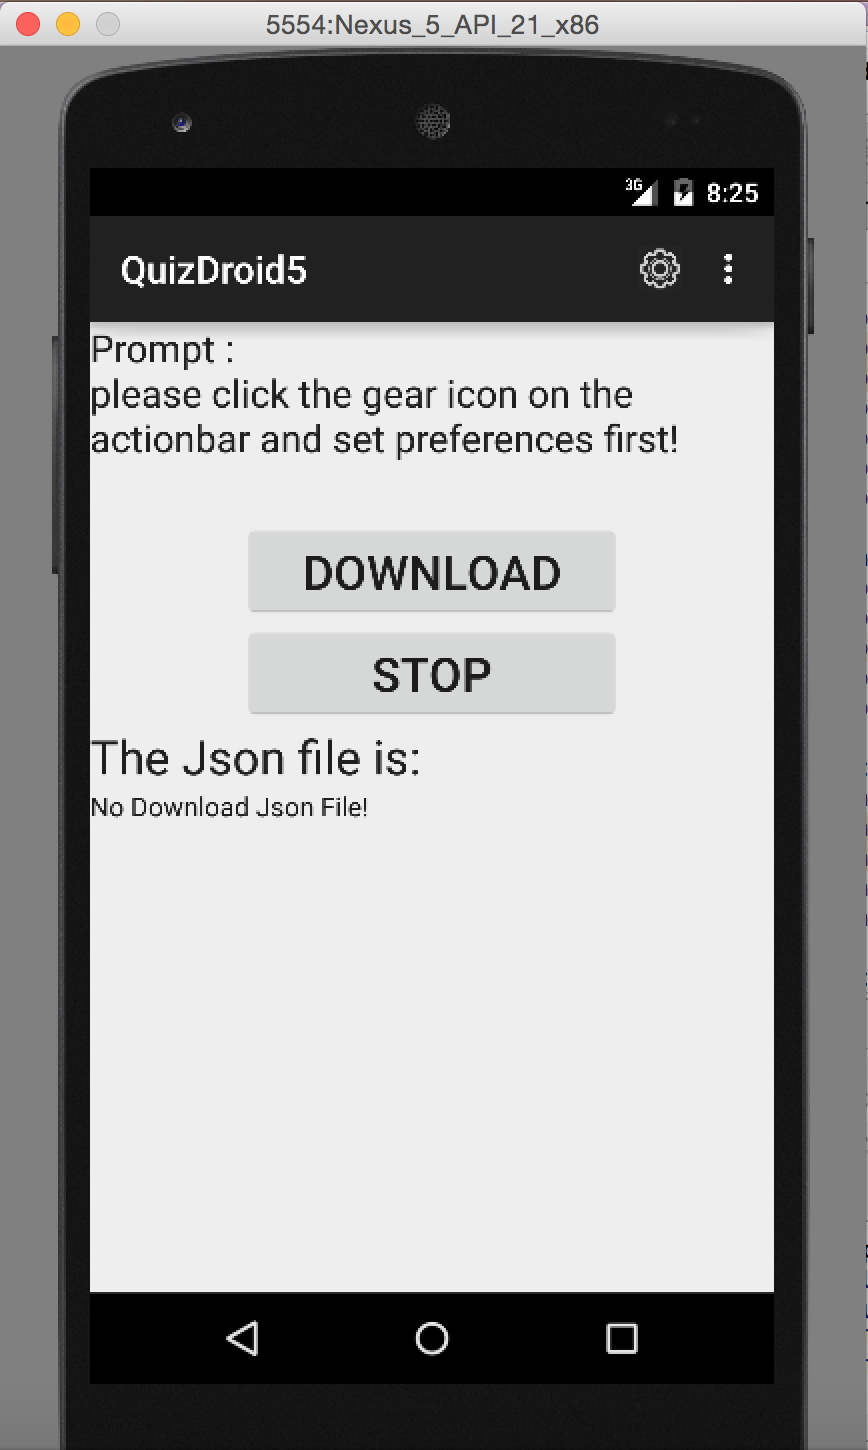 5554:Nexus_5_API_21_x86
3G 8:25
QuizDroid5
Prompt :
please click the gear icon on the
actionbar and set preferences first!
DOWNLOAD
STOP
The Json file is:
No Download Json File!